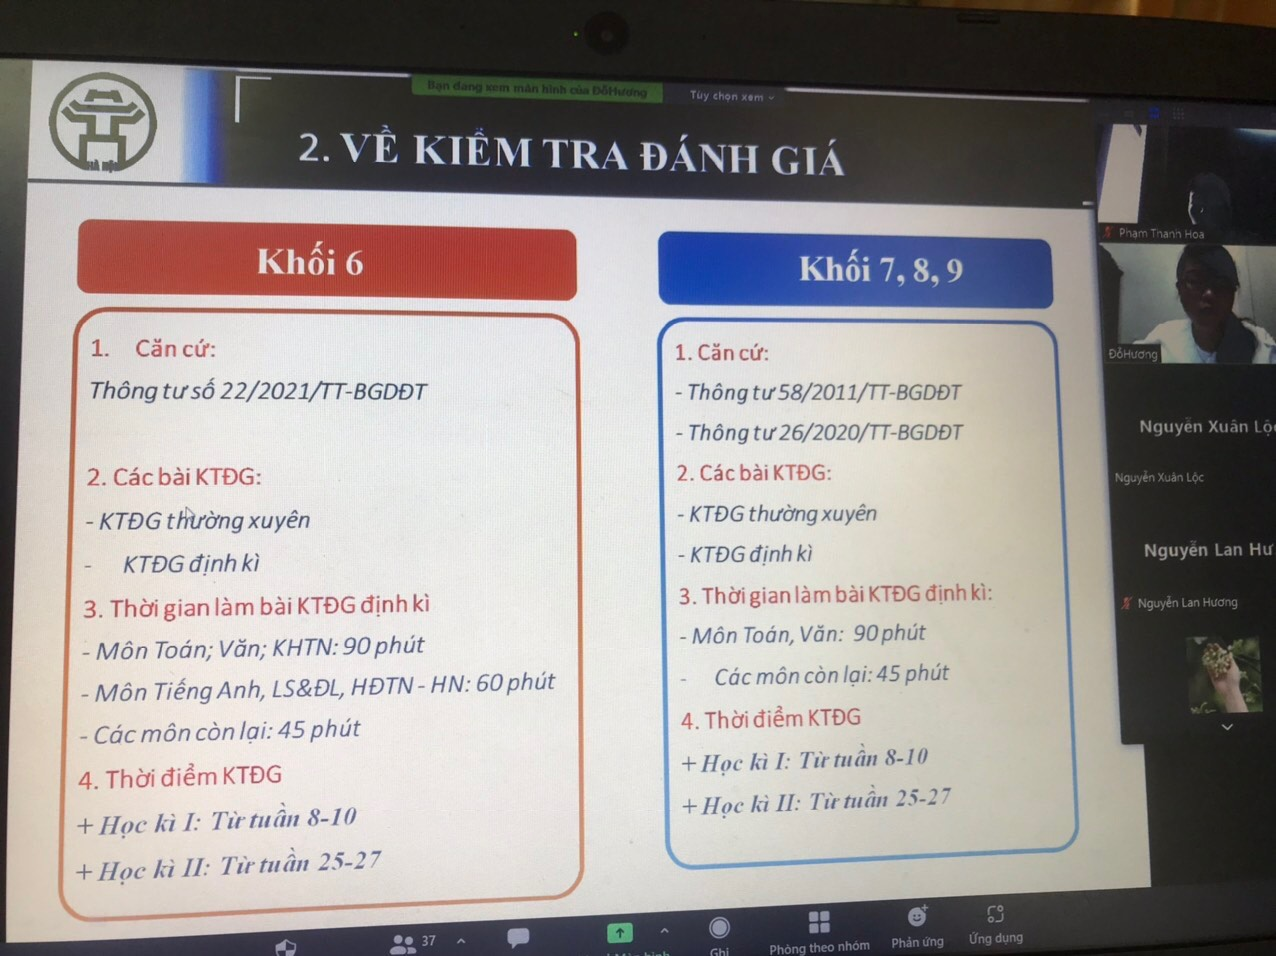 HÀ NỘI
Bạn đang xem màn hình của ĐỗHương
Tùy chọn xem
2. VỀ KIỂM TRA ĐÁNH GIÁ
Khối 6
1. Căn cứ:
Thông tư số 22/2021/TT-BGDĐT
2. Các bài KTĐG:
- KTĐG thường xuyên
- KTĐG định kì
3. Thời gian làm bài KTĐG định kì
- Môn Toán; Văn; KHTN: 90 phút
- Môn Tiếng Anh, LS&ĐL, HĐTN - HN: 60 phút
- Các môn còn lại: 45 phút
4. Thời điểm KTĐG
+ Học kì I: Từ tuần 8-10
+ Học kì II: Từ tuần 25-27
Khối 7, 8, 9
1. Căn cứ:
- Thông tư 58/2011/TT-BGDĐT
- Thông tư 26/2020/TT-BGDĐT
2. Các bài KTĐG:
- KTĐG thường xuyên
- KTĐG định kì
3. Thời gian làm bài KTĐG định kì:
- Môn Toán, Văn: 90 phút
- Các môn còn lại: 45 phút
4. Thời điểm KTĐG
+ Học kì I: Từ tuần 8-10
+ Học kì II: Từ tuần 25-27
Phạm Thanh Hoa
ĐỗHương
Nguyễn Xuân Lộc
Nguyễn Xuân Lộc
Nguyễn Lan Hư
Nguyễn Lan Hương
37
Ghi
Phòng theo nhóm
Phản ứng
Ứng dụng